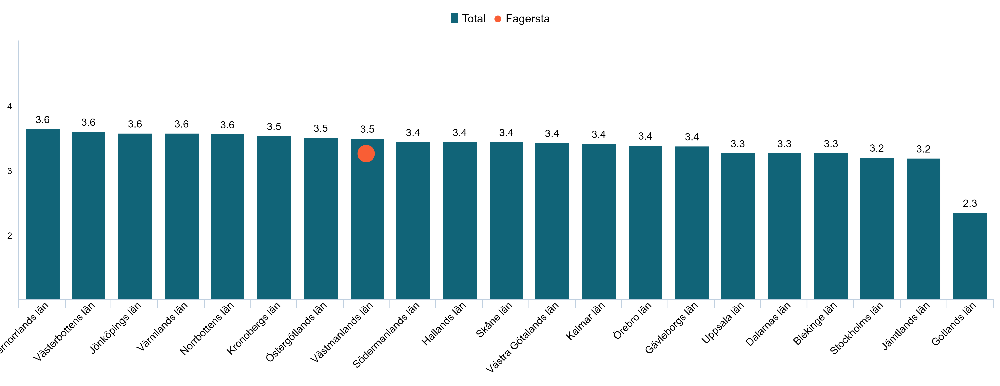 Total Fagersta
4
3
2
3.6 3.6 3.6 3.6 3.6 3.5 3.5 3.5 3.4 3.4 3.4 3.4 3.4 3.4 3.4 3.3 3.3 3.3 3.2 3.2 2.3
ernorrlands län
Västerbottens län
Jönköpings län
Värmlands län
Norrbottens län
Kronobergs län
Östergötlands län
Västmanlands län
Södermanlands län
Hallands län
Skåne län
Västra Götalands län
Kalmar län
Örebro län
Gävleborgs län
Uppsala län
Dalarnas län
Blekinge län
Stockholms län
Jämtlands län
Gotlands län